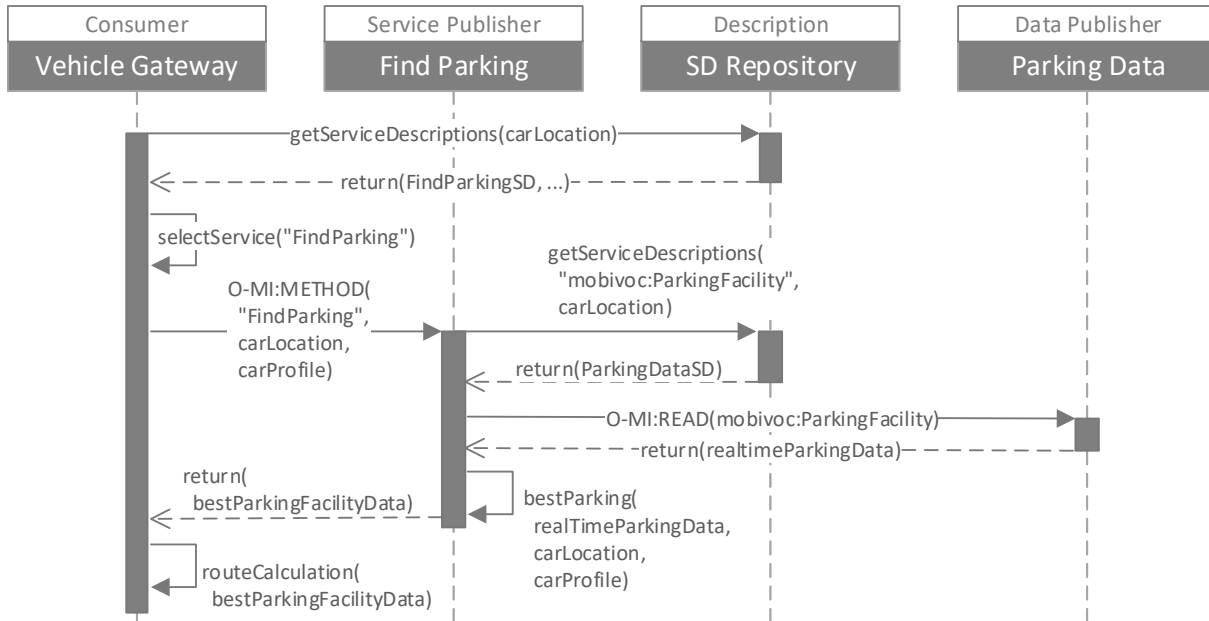 Consumer
Service Publisher
Description
Data Publisher
Vehicle Gateway
Find Parking
SD Repository
Parking Data
getServiceDescriptions(carLocation)
return(FindParkingSD, ...)
selectService("FindParking")
getServiceDescriptions(
"mobivoc:ParkingFacility",
carLocation)
O-MI:METHOD(
"FindParking",
carLocation,
carProfile)
return(ParkingDataSD)
O-MI:READ(mobivoc:ParkingFacility)
return(realtimeParkingData)
return(
bestParkingFacilityData)
bestParking(
realTimeParkingData,
carLocation,
carProfile)
routeCalculation(
bestParkingFacilityData)